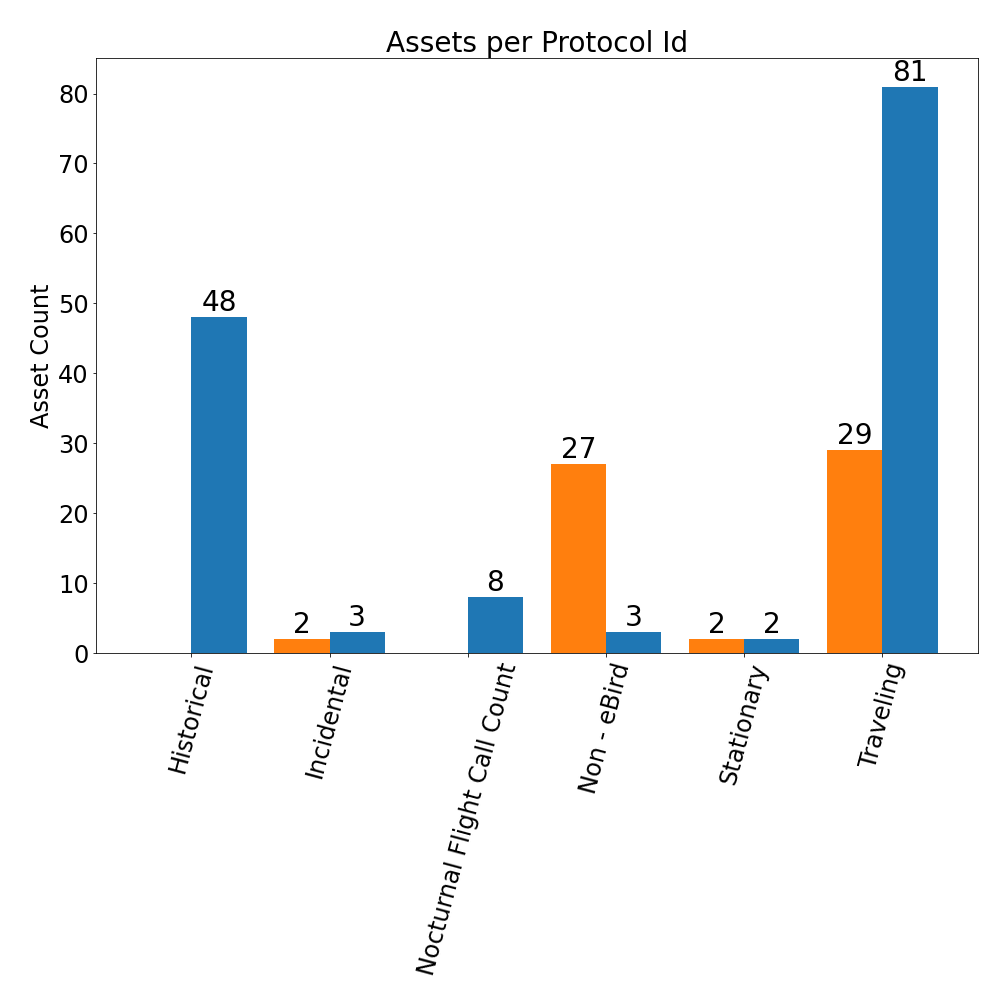 Assets per Protocol Id
Asset Count
80
70
60
50
40
30
20
10
0
48
2
3
8
27
3
2
2
29
81
Historical
Incidental
Nocturnal Flight Call Count
Non - eBird
Stationary
Traveling